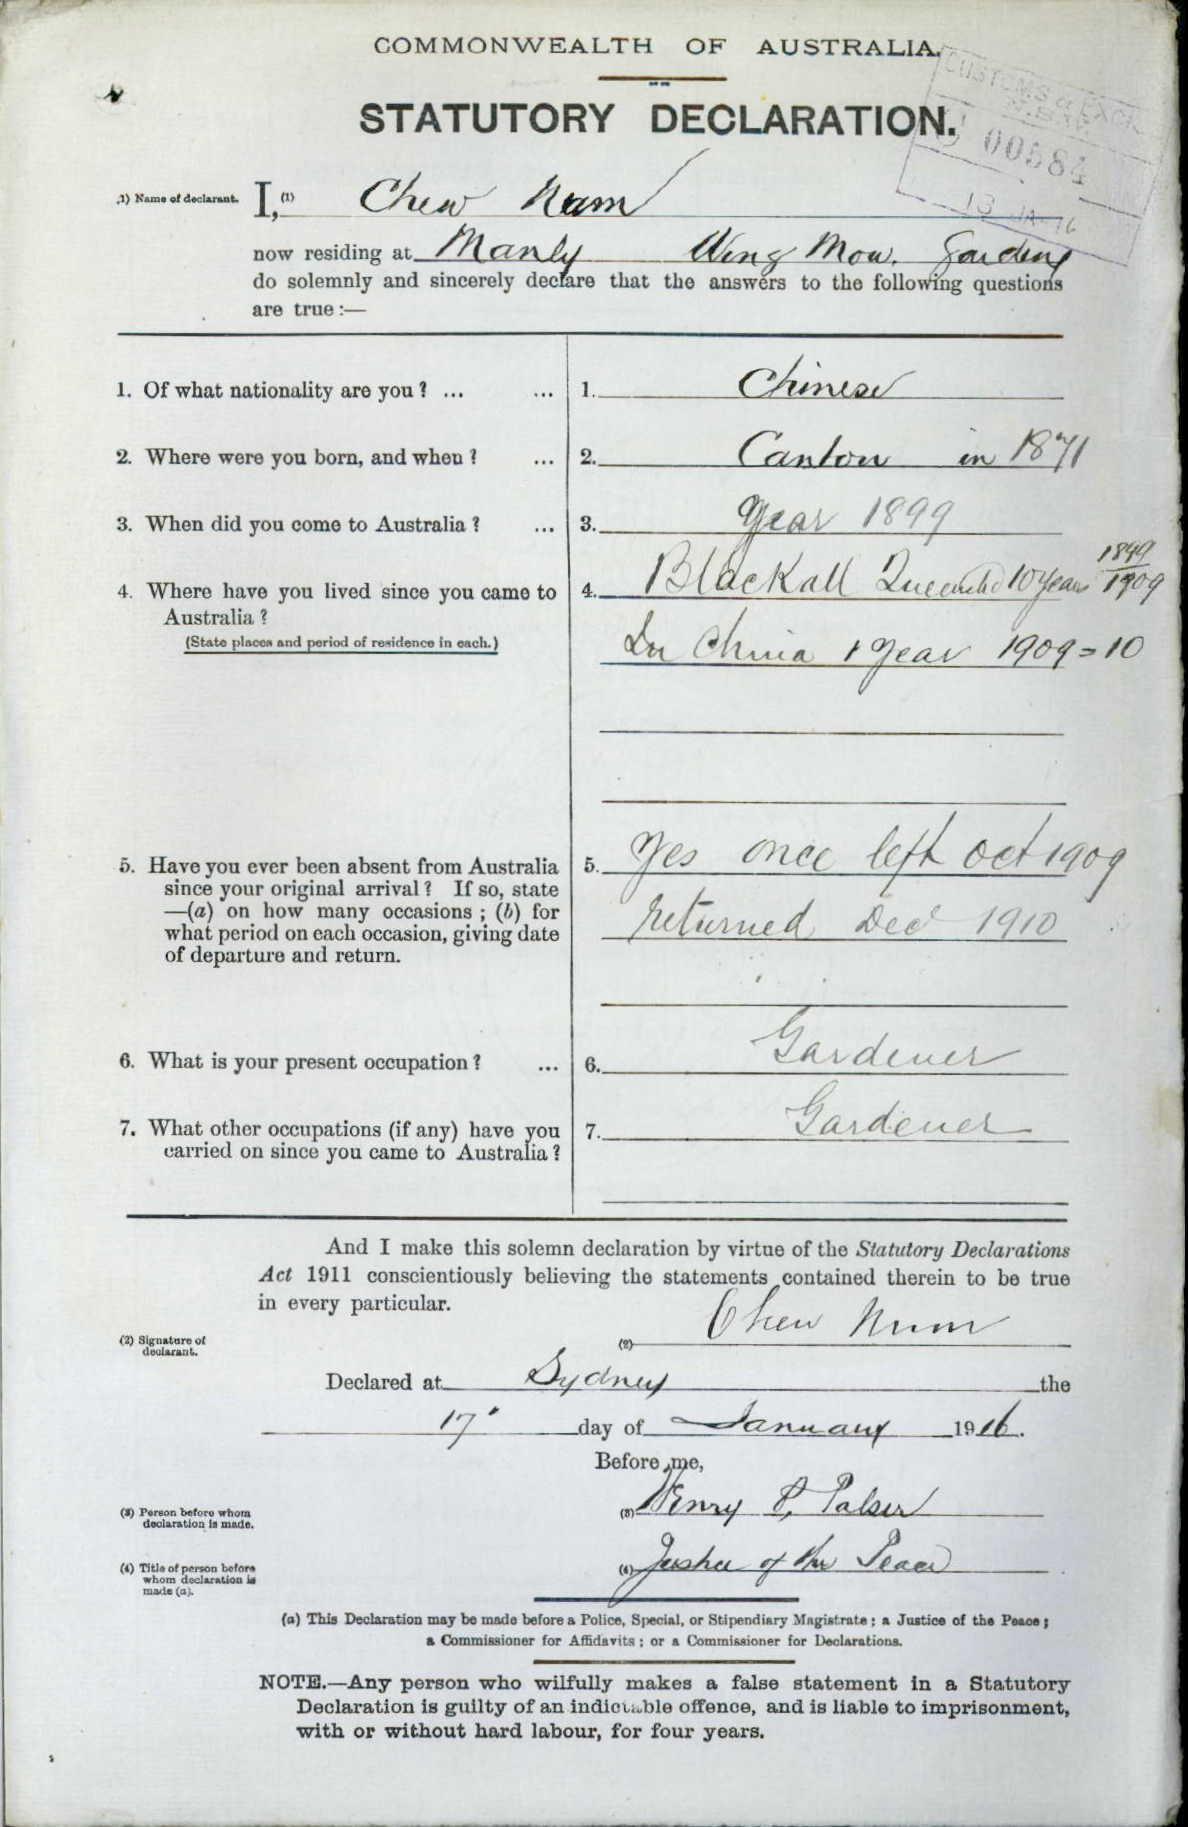 COMMONWEALTH OF AUSTRALIA.
CUSTOMS & EXCISE
N.S.W.
00584
13 JA-16
STATUTORY DECLARATION.
(1) Name of declarant. I, (1) Chew Nam
now residing at Manly Wing Mow. Gardens
do solemnly and sincerely declare that the answers to the following questions
are true :—
1. Of what nationality are you ? ... ... 1. Chinese
2. Where were you born, and when ? ... 2. Canton in 1871
3. When did you come to Australia ? ... 3. Year 1899
1899
4. Where have you lived since you came to 4. Blackall 10 years 1909
Australia ?
(State places and period of residence in each.) In China 1 year 1909=10
5. Have you ever been absent from Australia 5. Yes once left Oct 1909
since your original arrival ? If so, state
—(a) on how many occasions ; (b) for returned Dec 1910
what period on each occasion, giving date
of departure and return.
6. What is your present occupation ? ... 6. Gardener
7. What other occupations (if any) have you 7. Gardener
carried on since you came to Australia ?
And I make this solemn declaration by virtue of the Statutory Declarations
Act 1911 conscientiously believing the statements contained therein to be true
in every particular.
(2) Signature of declarant. (2) Chew Num
Declared at Sydney the
17 day of January 1916.
Before me,
(3) Person before whom declaration is made. (3) Henry P. Palser
(4) Title of person before whom declaration is made (a). (4) Justice of the Peace
(a) This Declaration may be made before a Police, Special, or Stipendiary Magistrate ; a Justice of the Peace ;
a Commissioner for Affidavits ; or a Commissioner for Declarations.
NOTE.—Any person who wilfully makes a false statement in a Statutory
Declaration is guilty of an indictable offence, and is liable to imprisonment,
with or without hard labour, for four years.